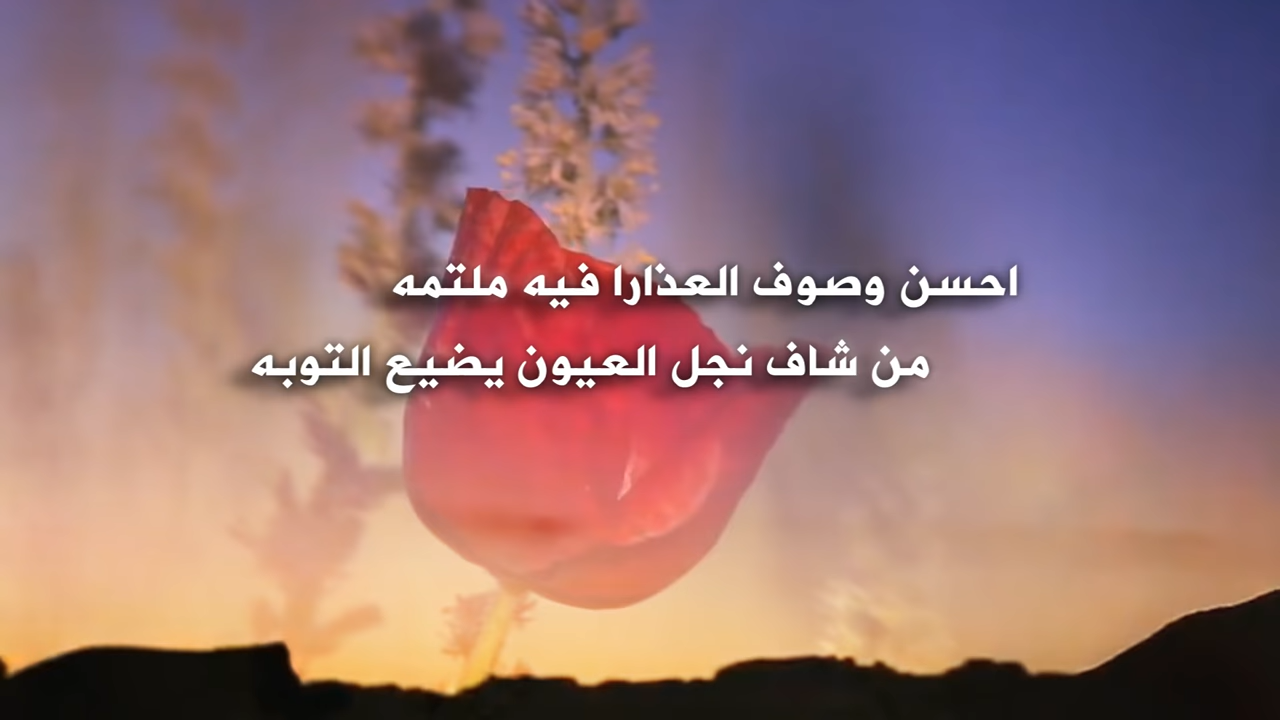 احسن وصوف العذارا فيه ملتمه
من شاف نجل العيون يضيع التوبه